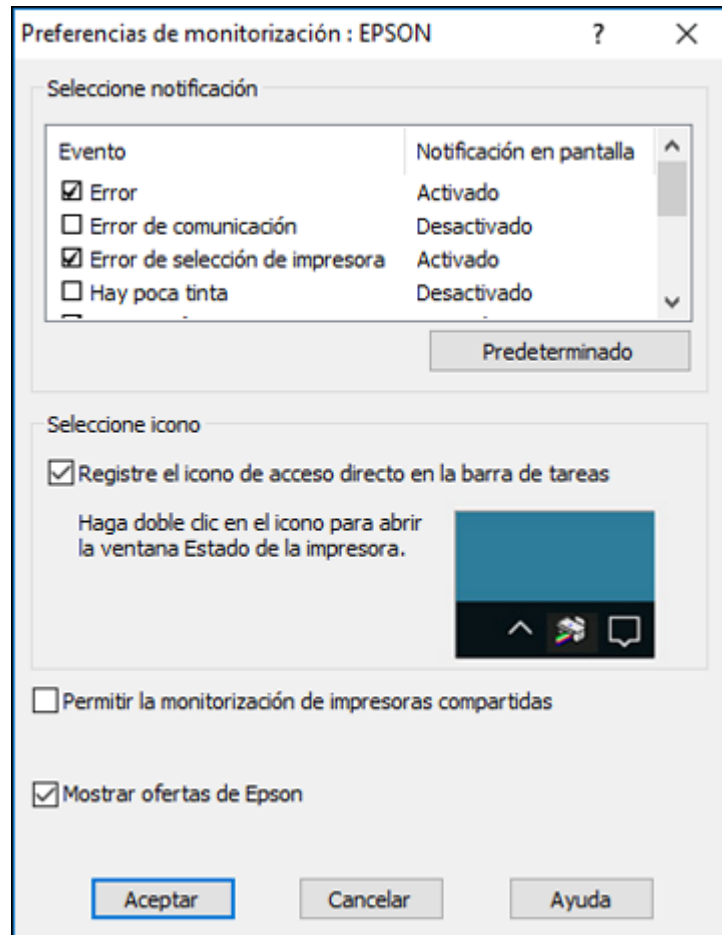 Preferencias de monitorización : EPSON ?
Seleccione notificación
Evento Notificación en pantalla
Error Activado
Error de comunicación Desactivado
Error de selección de impresora Activado
Hay poca tinta Desactivado
Predeterminado
Seleccione icono
Registre el icono de acceso directo en la barra de tareas
Haga doble clic en el icono para abrir
la ventana Estado de la impresora.
Permitir la monitorización de impresoras compartidas
Mostrar ofertas de Epson
Aceptar Cancelar Ayuda